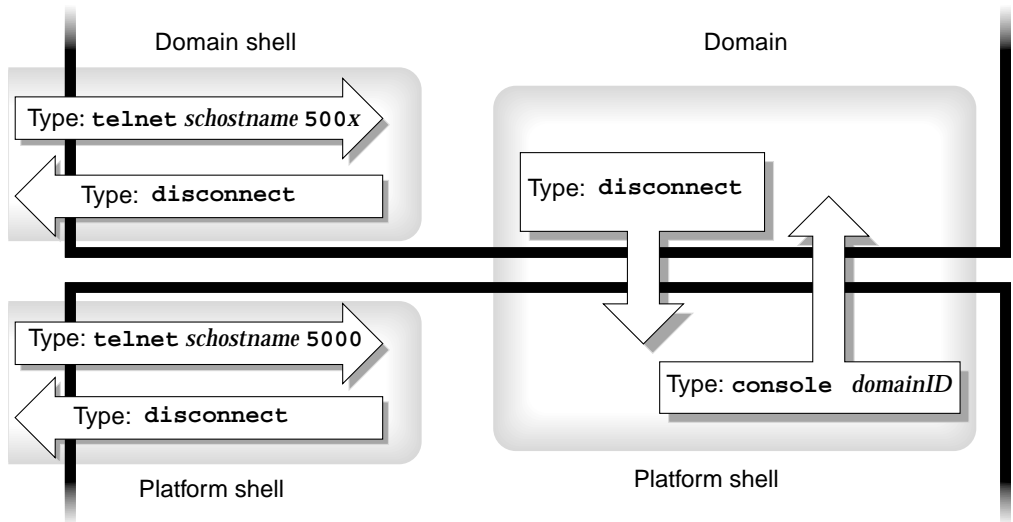 Domain shell
Domain
Type: telnet schostname 500x
Type: disconnect
Type: disconnect
Type: telnet schostname 5000
Type: disconnect
Type: console domainID
Platform shell
Platform shell